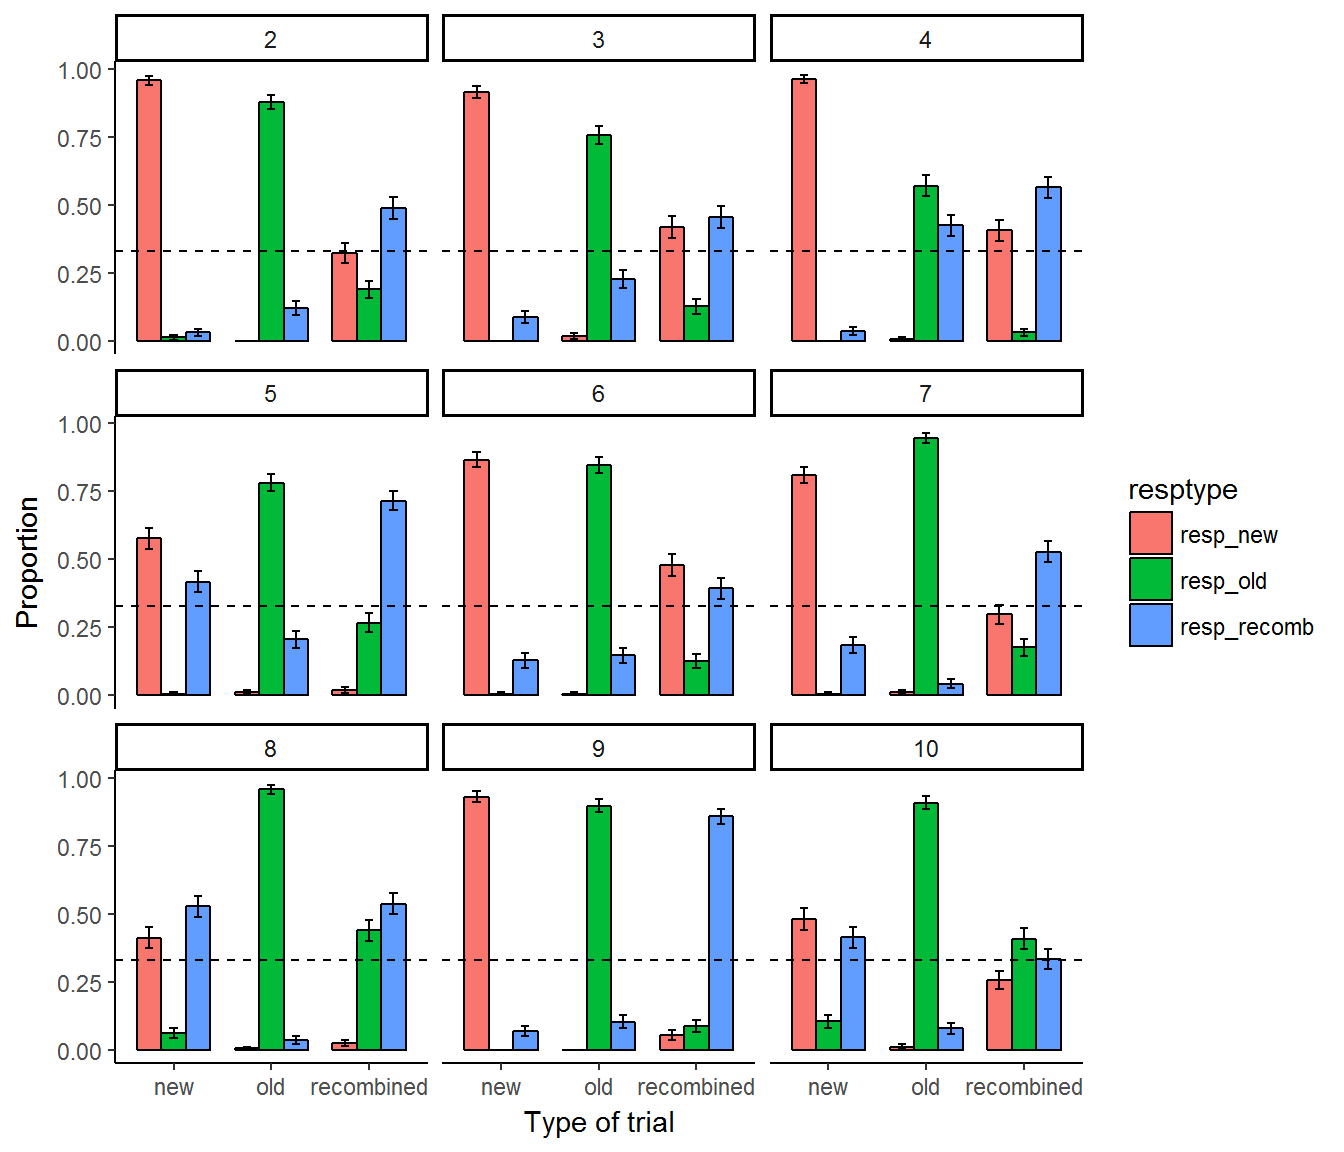 2 3 4
1.00
0.75
0.50
0.25
0.00
5 6 7
1.00
0.75
0.50
0.25
0.00
8 9 10
1.00
0.75
0.50
0.25
0.00
new old recombined new old recombined new old recombined
Type of trial
Proportion
resptype
resp_new
resp_old
resp_recomb